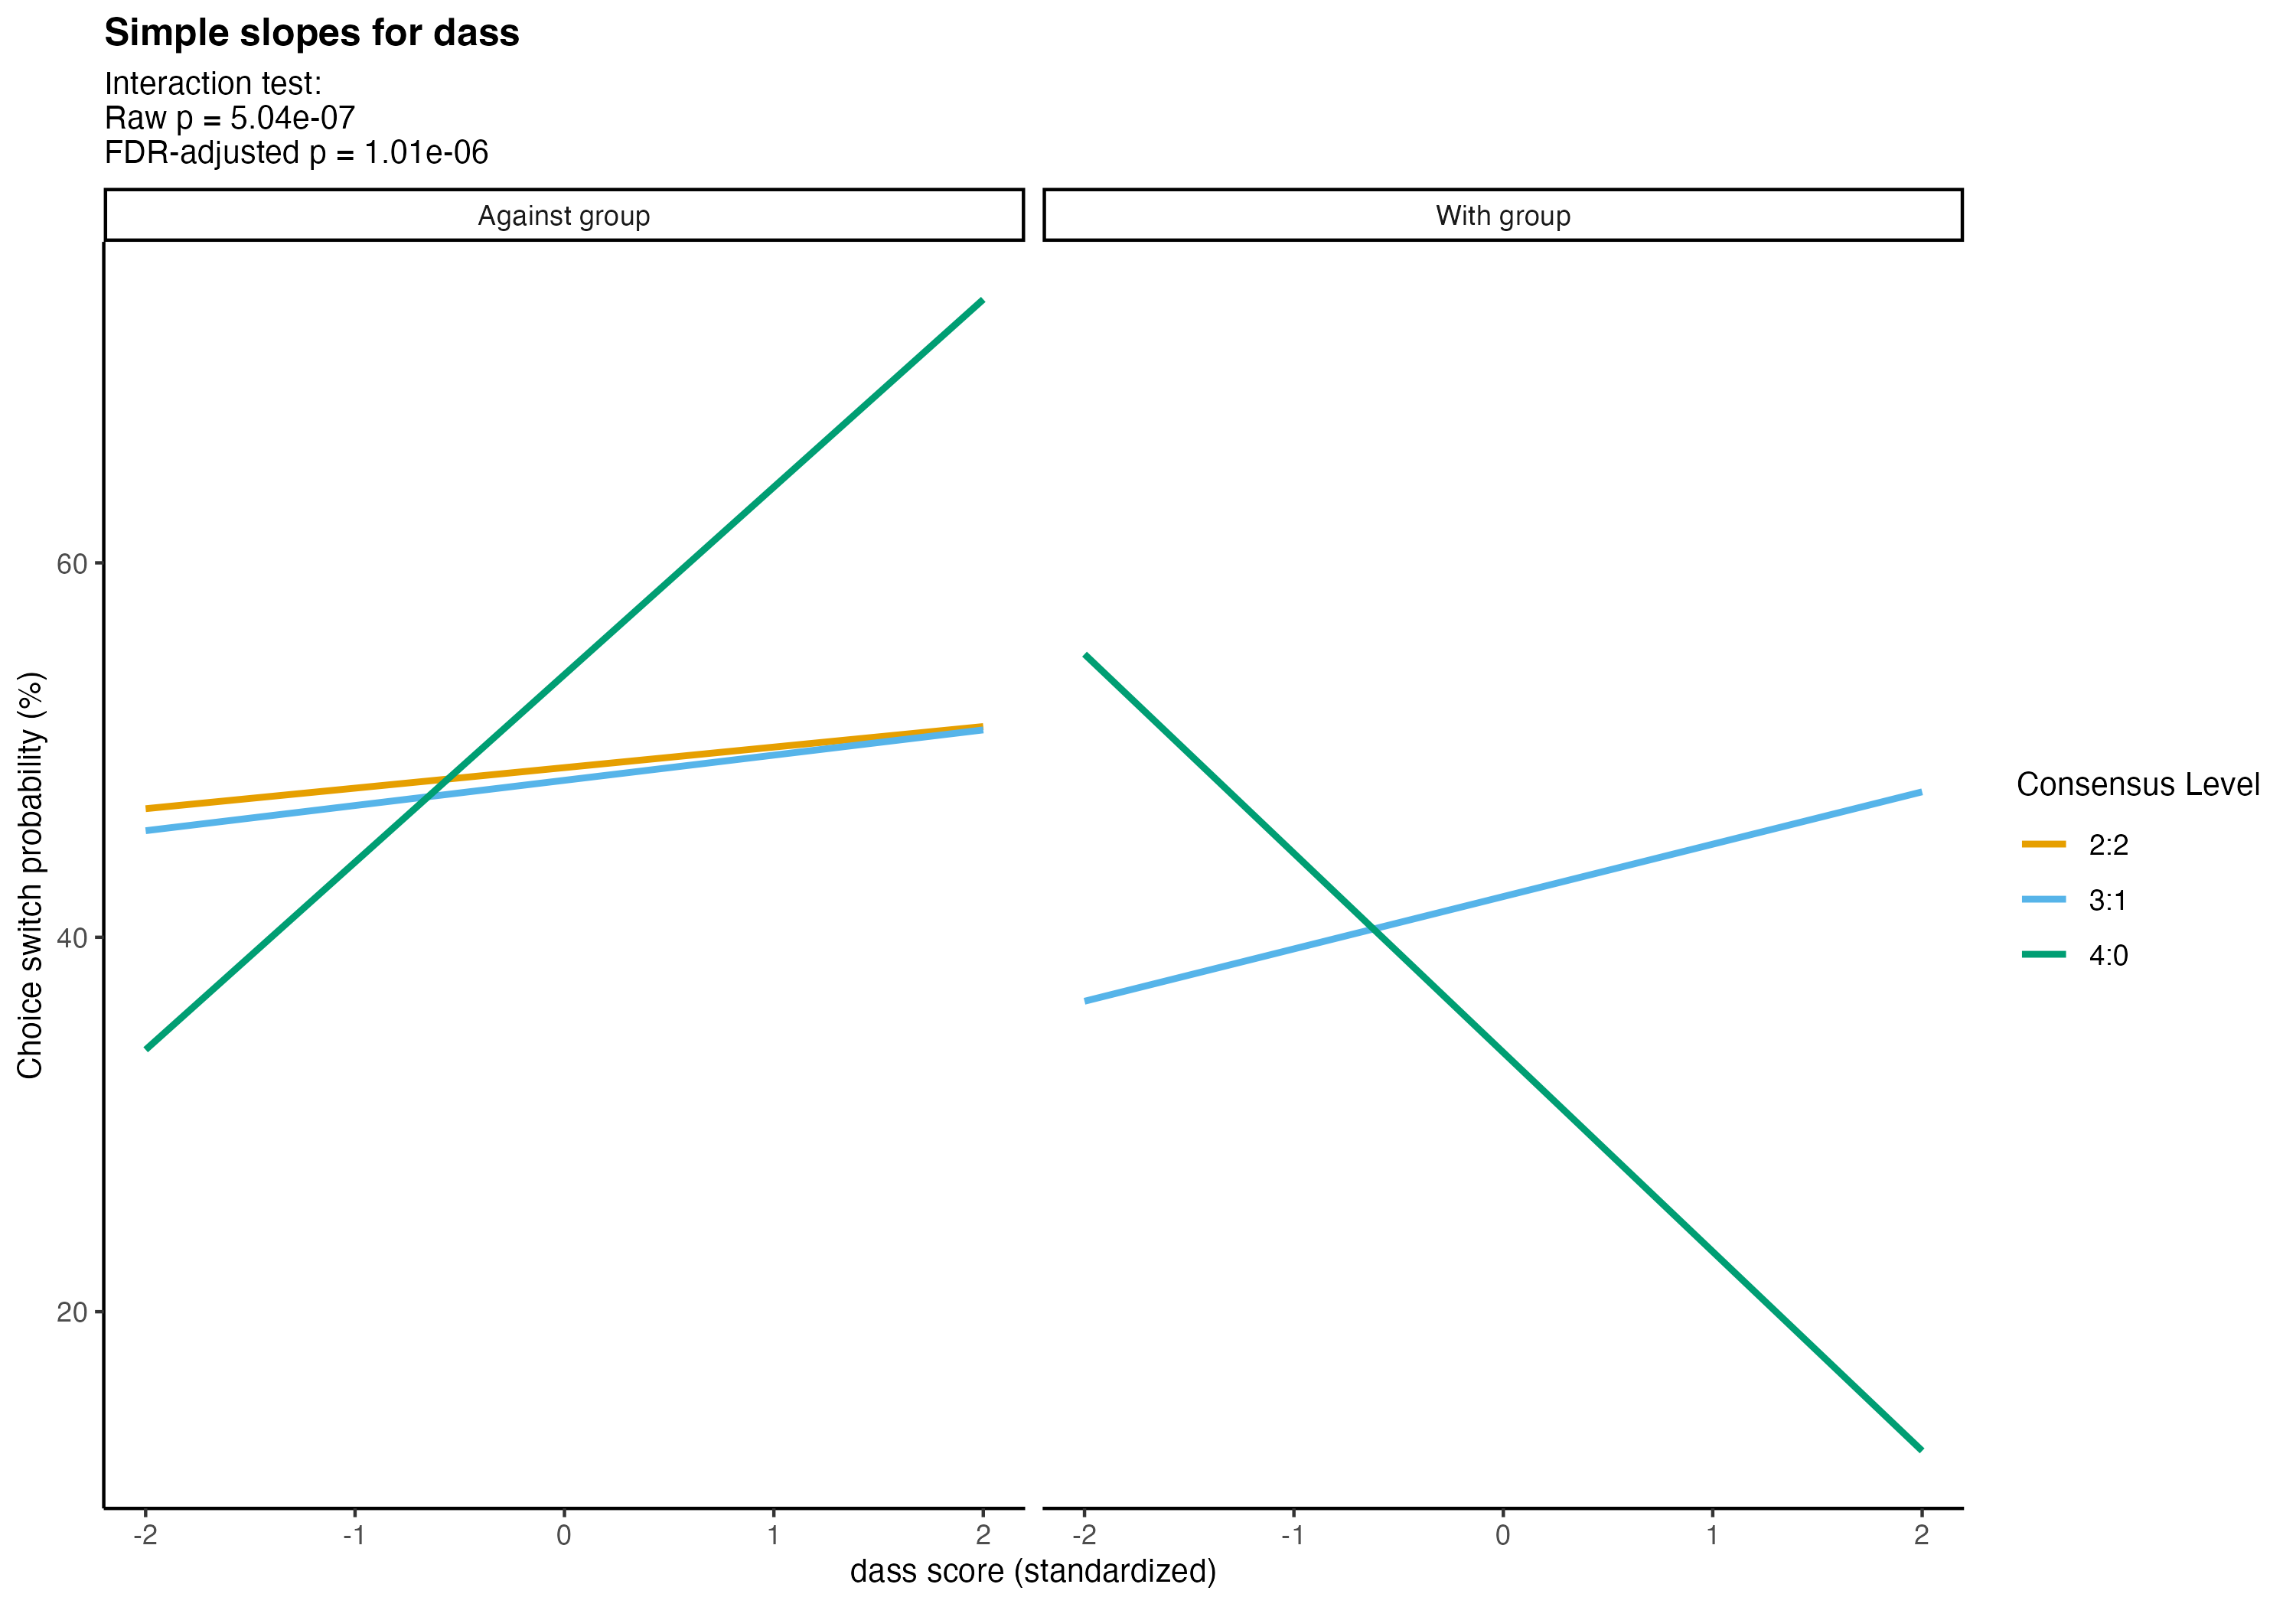 Simple slopes for dass
Interaction test:
Raw p = 5.04e-07
FDR-adjusted p = 1.01e-06
Against group
With group
Choice switch probability (%)
60
40
20
-2
-1
0
1
2
-2
-1
0
1
2
dass score (standardized)
Consensus Level
2:2
3:1
4:0